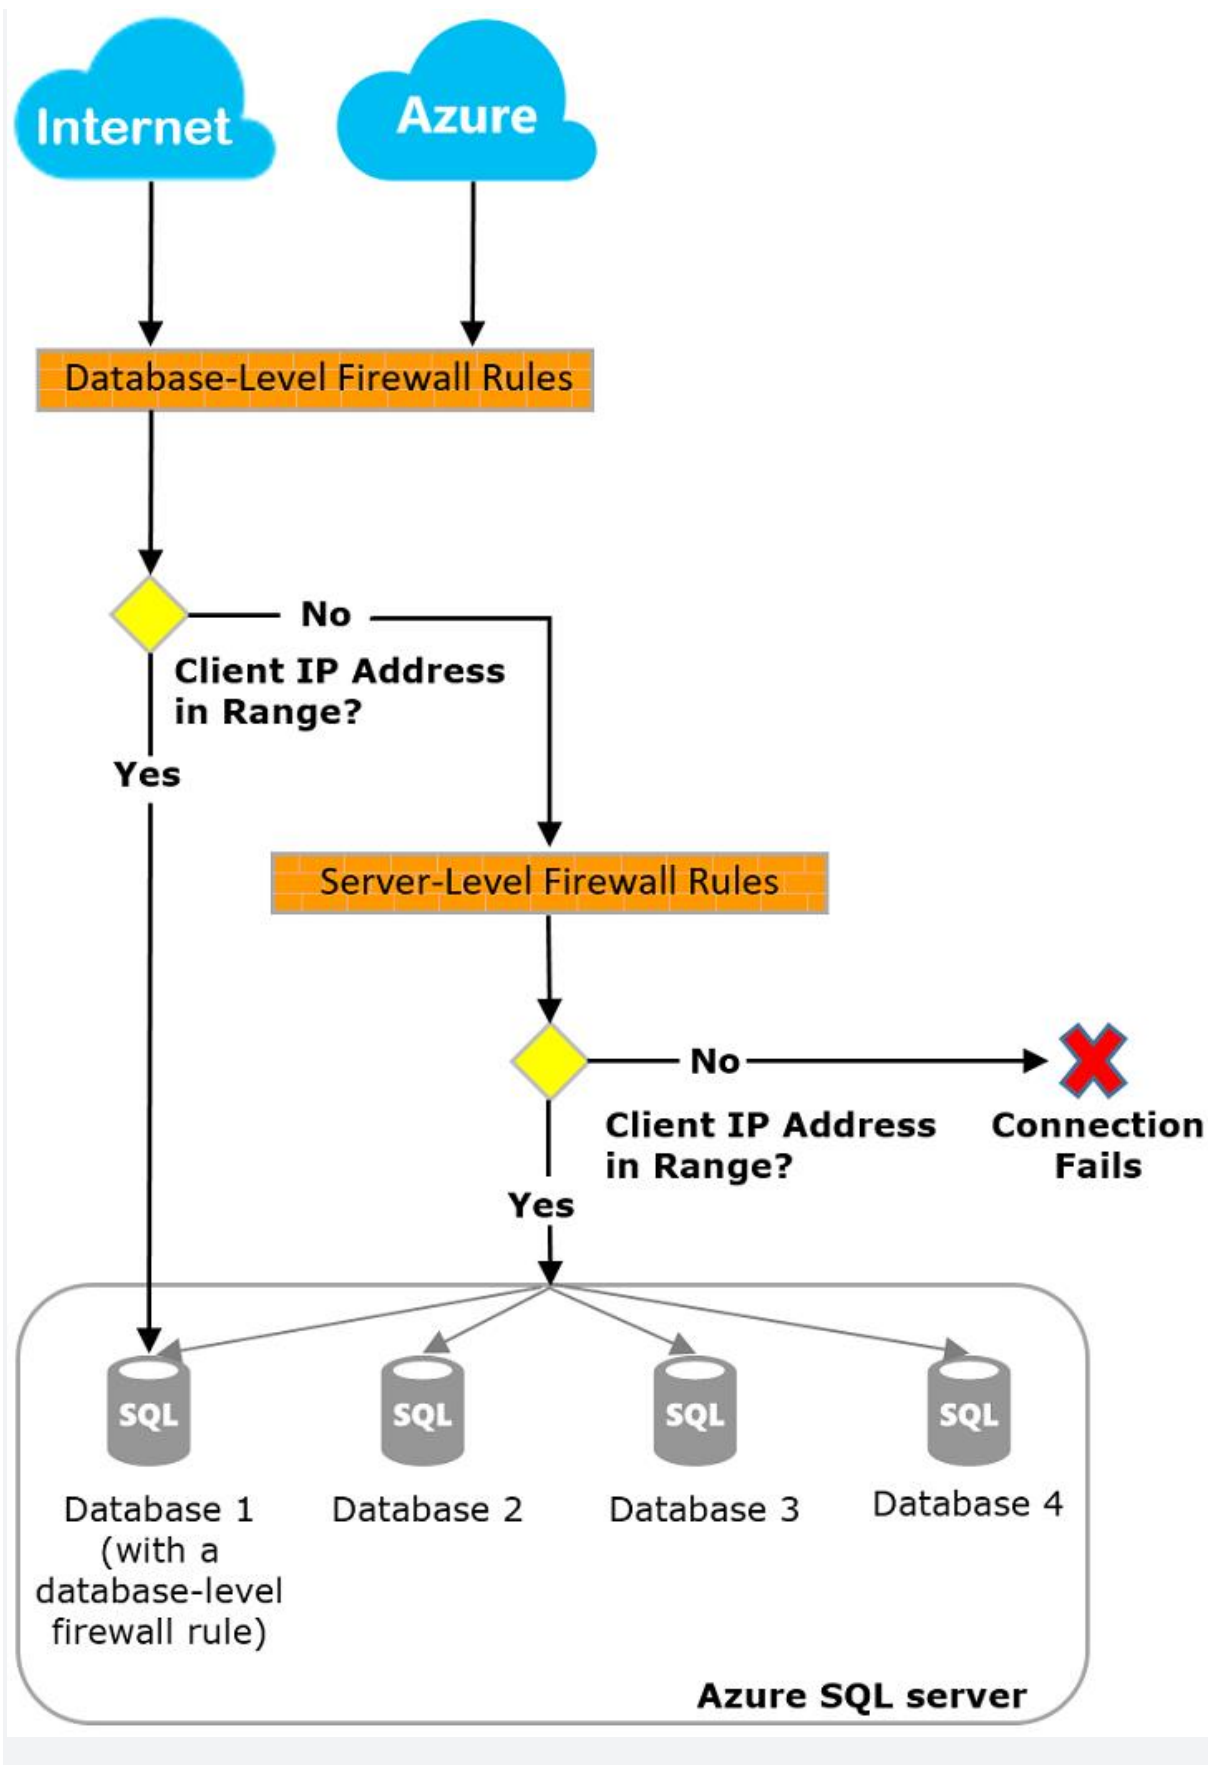 Internet
Azure
Database-Level Firewall Rules
No
Client IP Address
in Range?
Yes
Server-Level Firewall Rules
No
Client IP Address
in Range?
Connection
Fails
Yes
SQL
SQL
SQL
SQL
Database 1
(with a
database-level
firewall rule)
Database 2
Database 3
Database 4
Azure SQL server